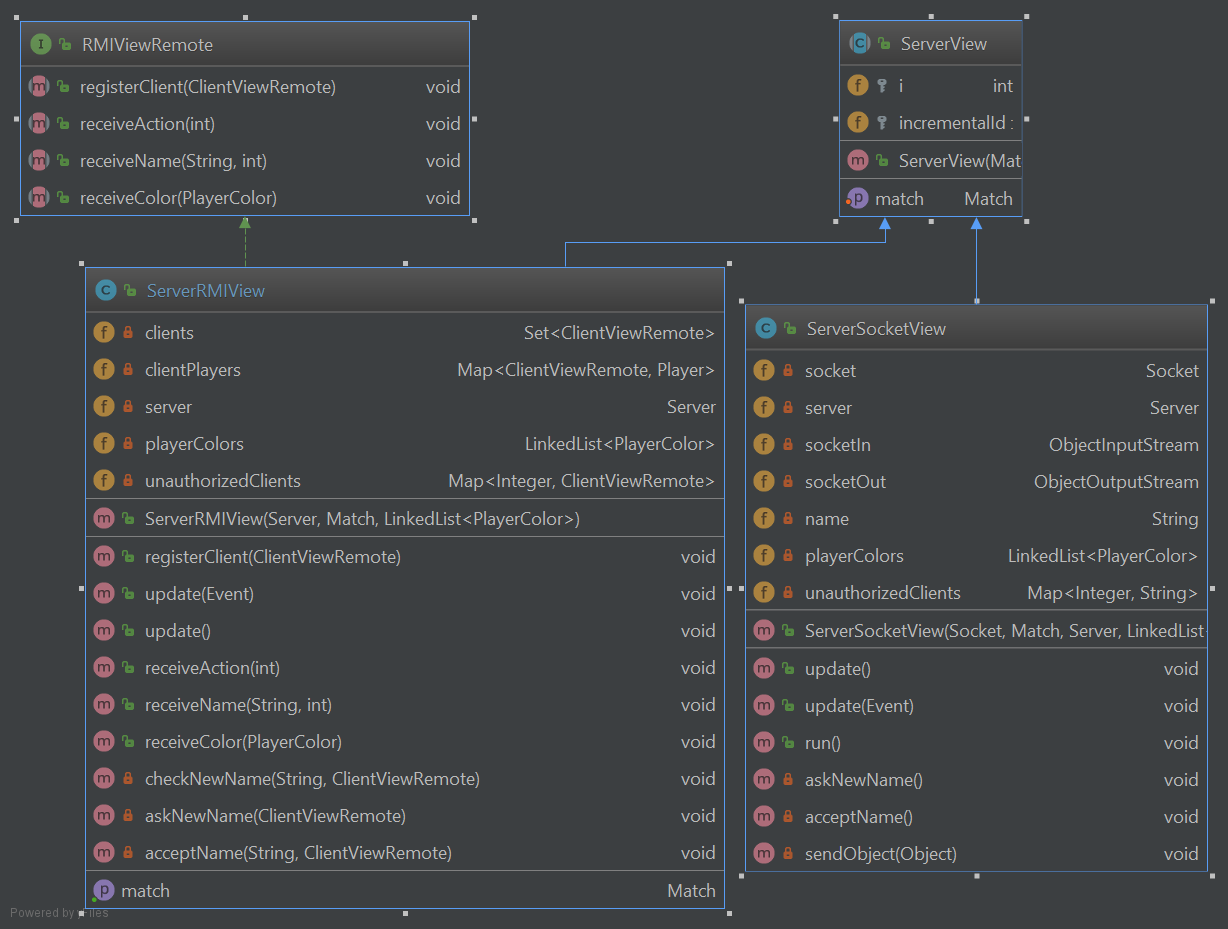 I RMIViewRemote
m registerClient(ClientViewRemote) void
m receiveAction(int) void
m receiveName(String, int) void
m receiveColor(PlayerColor) void
C ServerView
f i int
f incrementalId :
m ServerView(Mat
p match Match
C ServerRMIView
f clients Set<ClientViewRemote>
f clientPlayers Map<ClientViewRemote, Player>
f server Server
f playerColors LinkedList<PlayerColor>
f unauthorizedClients Map<Integer, ClientViewRemote>
m ServerRMIView(Server, Match, LinkedList<PlayerColor>)
m registerClient(ClientViewRemote) void
m update(Event) void
m update() void
m receiveAction(int) void
m receiveName(String, int) void
m receiveColor(PlayerColor) void
m checkNewName(String, ClientViewRemote) void
m askNewName(ClientViewRemote) void
m acceptName(String, ClientViewRemote) void
p match Match
C ServerSocketView
f socket Socket
f server Server
f socketIn ObjectInputStream
f socketOut ObjectOutputStream
f name String
f playerColors LinkedList<PlayerColor>
f unauthorizedClients Map<Integer, String>
m ServerSocketView(Socket, Match, Server, LinkedList
m update() void
m update(Event) void
m run() void
m askNewName() void
m acceptName() void
m sendObject(Object) void
Powered by